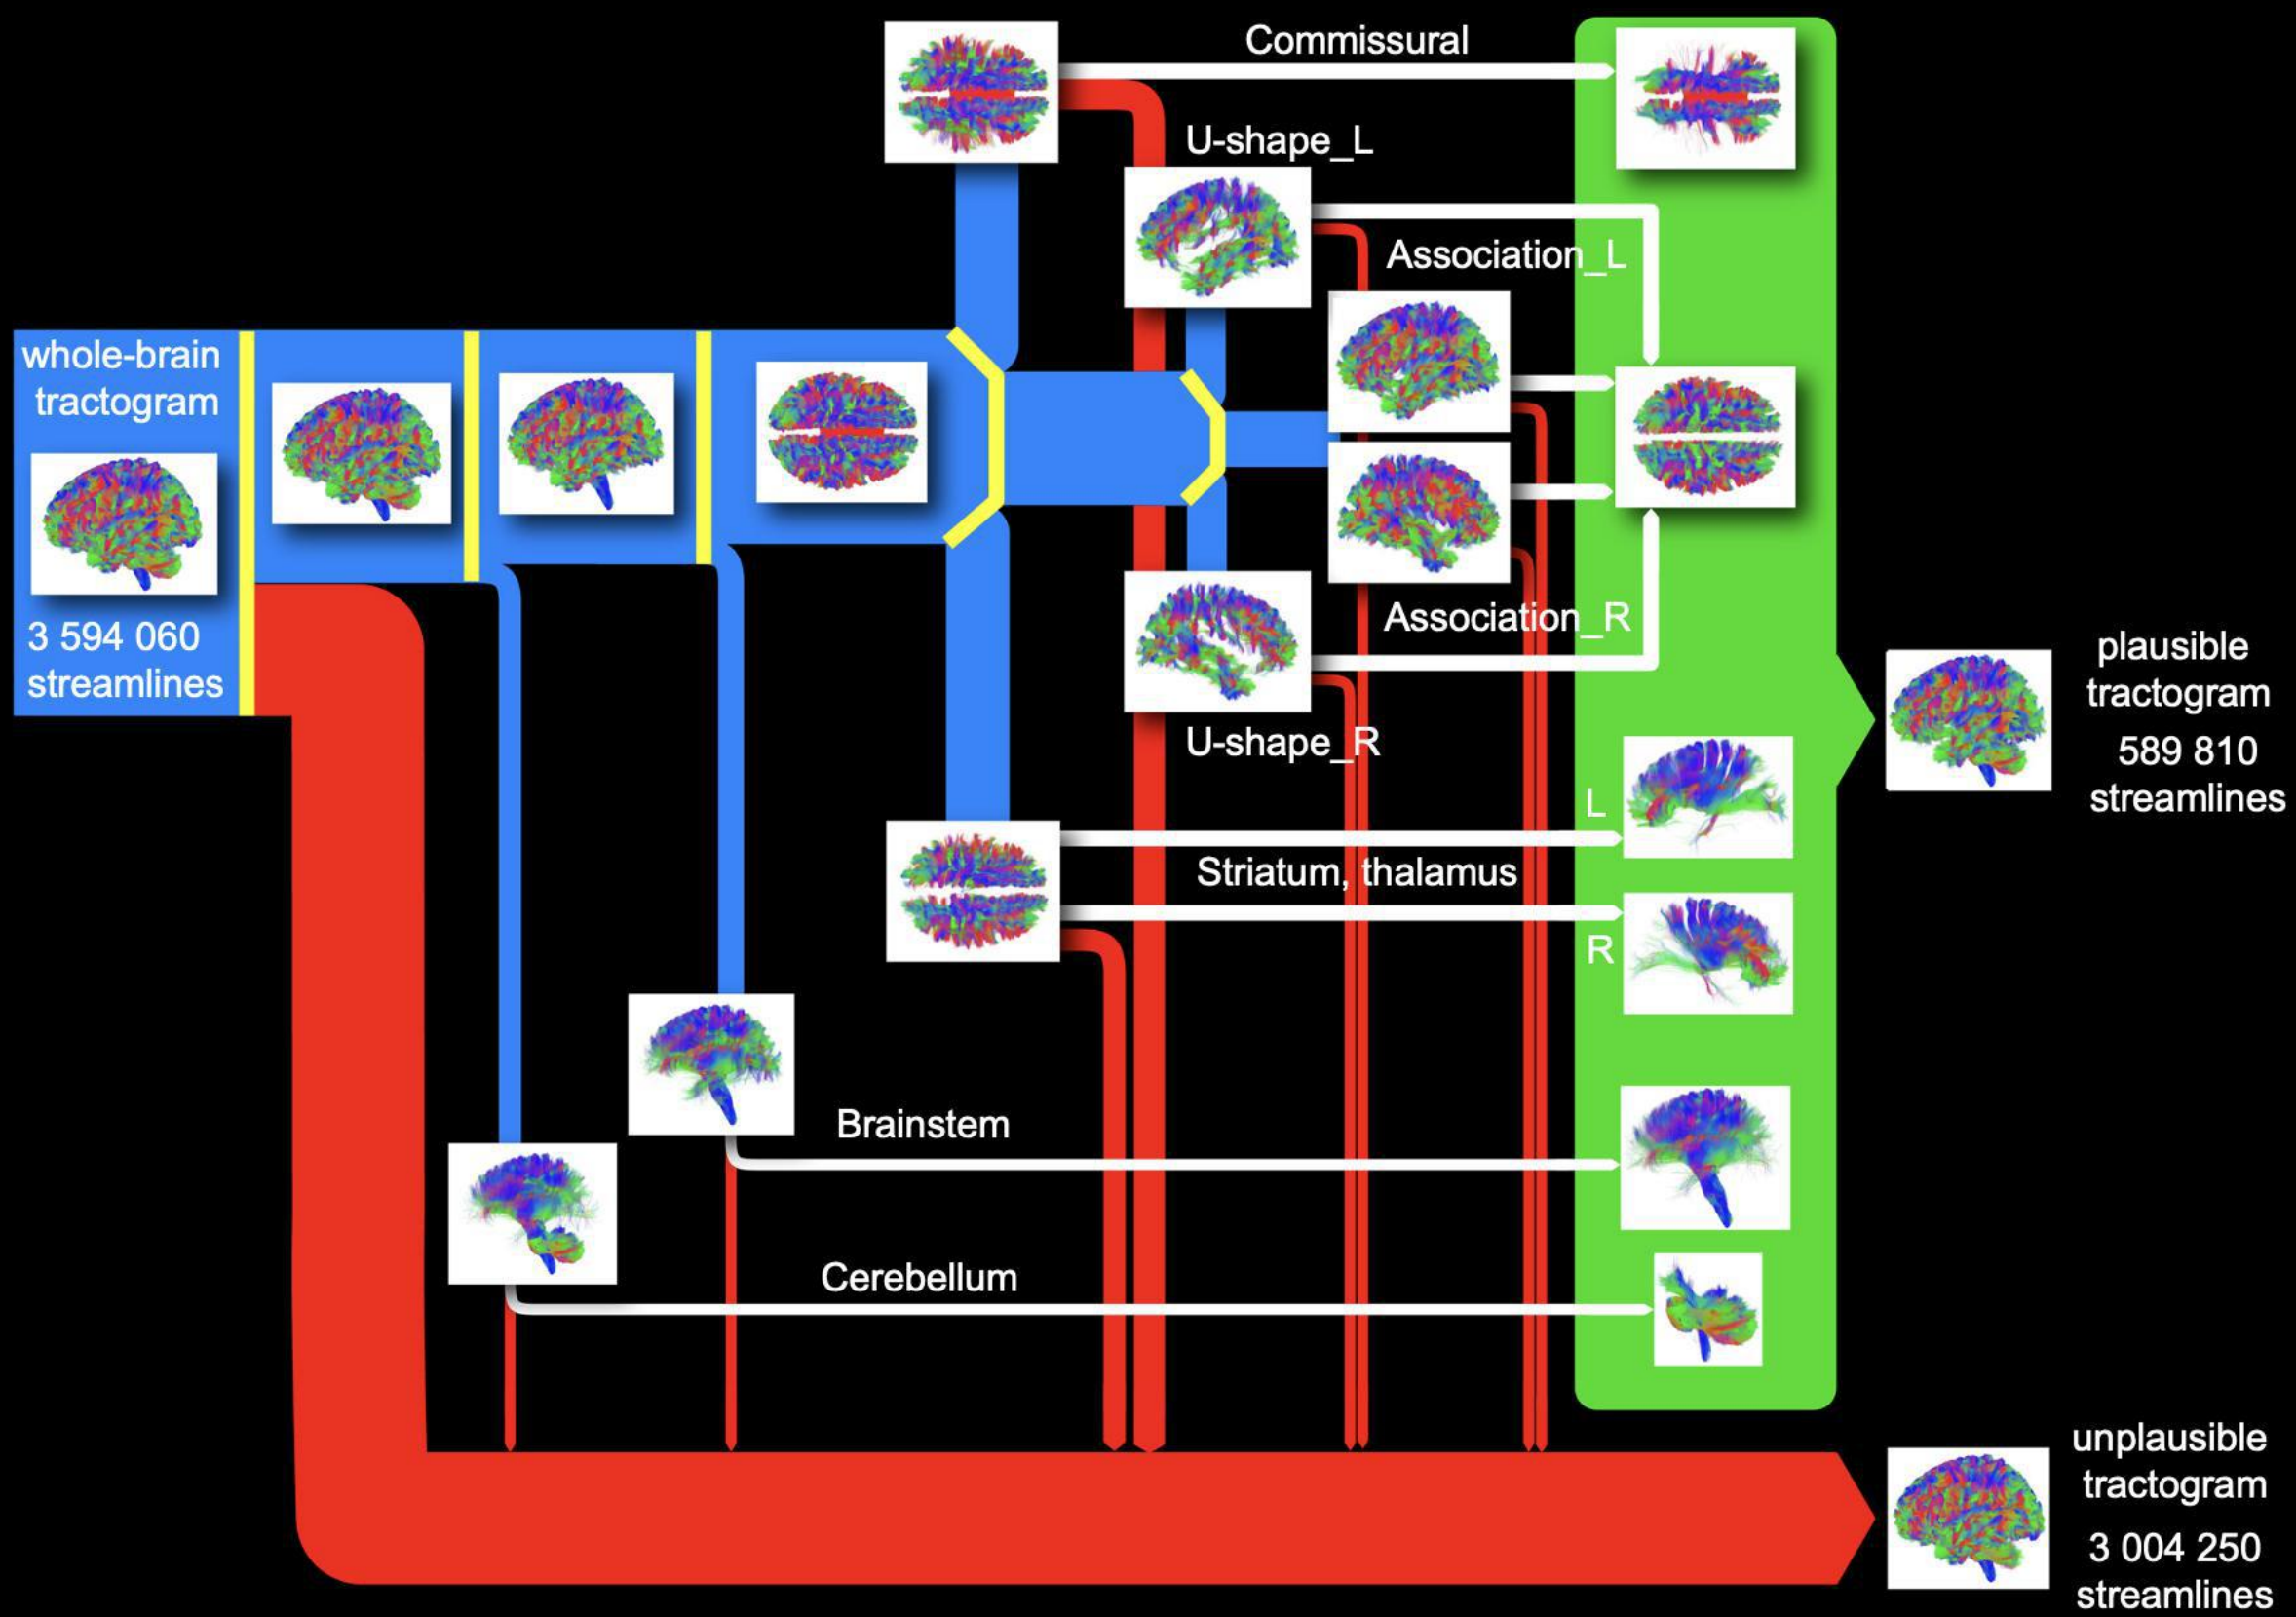 Commissural
U-shape_L
Association_L
whole-brain
tractogram
3 594 060
streamlines
Association_R
U-shape_R
plausible
tractogram
589 810
streamlines
L
Striatum, thalamus
R
Brainstem
Cerebellum
unplausible
tractogram
3 004 250
streamlines